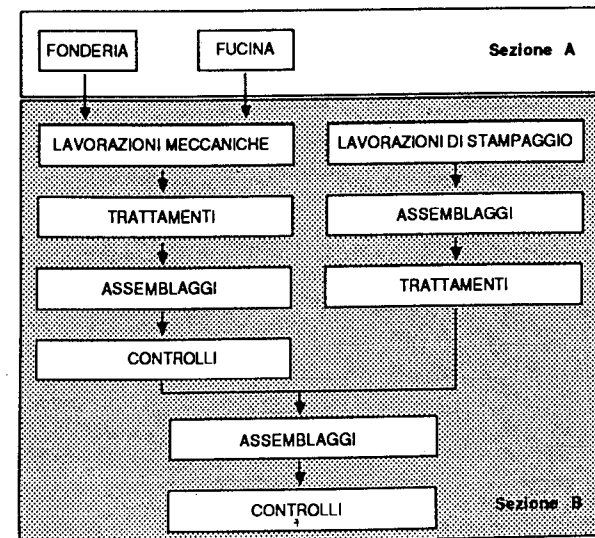 FONDERIA
FUCINA
Sezione A
LAVORAZIONI MECCANICHE
LAVORAZIONI DI STAMPAGGIO
TRATTAMENTI
ASSEMBLAGGI
ASSEMBLAGGI
TRATTAMENTI
CONTROLLI
ASSEMBLAGGI
CONTROLLI
Sezione B